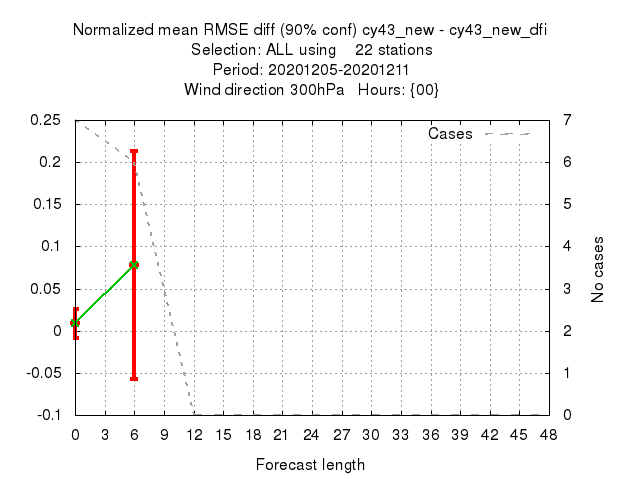 Normalized mean RMSE diff (90% conf) cy43_new - cy43_new_dfi
Selection: ALL using    22 stations
Period: 20201205-20201211
Wind direction 300hPa   Hours: {00}
Cases
0.25
0.2
0.15
0.1
0.05
0
-0.05
-0.1
7
6
5
4
3
2
1
0
No cases
0 3 6 9 12 15 18 21 24 27 30 33 36 39 42 45 48
Forecast length